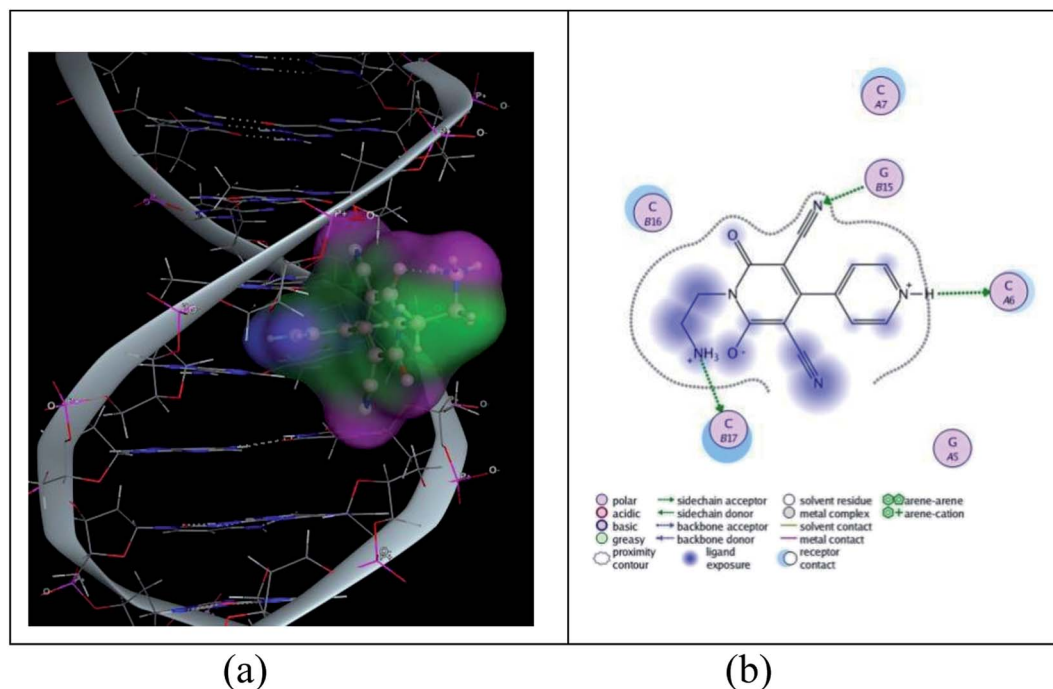 C
A7
G
B15
C
B16
N
O
N
N
H
C
A6
N
NH3
+
O
-
N
C
B17
G
A5
polar
acidic
basic
greasy
proximity
contour
sidechain acceptor
sidechain donor
backbone acceptor
backbone donor
ligand
exposure
solvent residue
metal complex
solvent contact
metal contact
receptor
contact
arene-arene
arene-cation
(a)
(b)